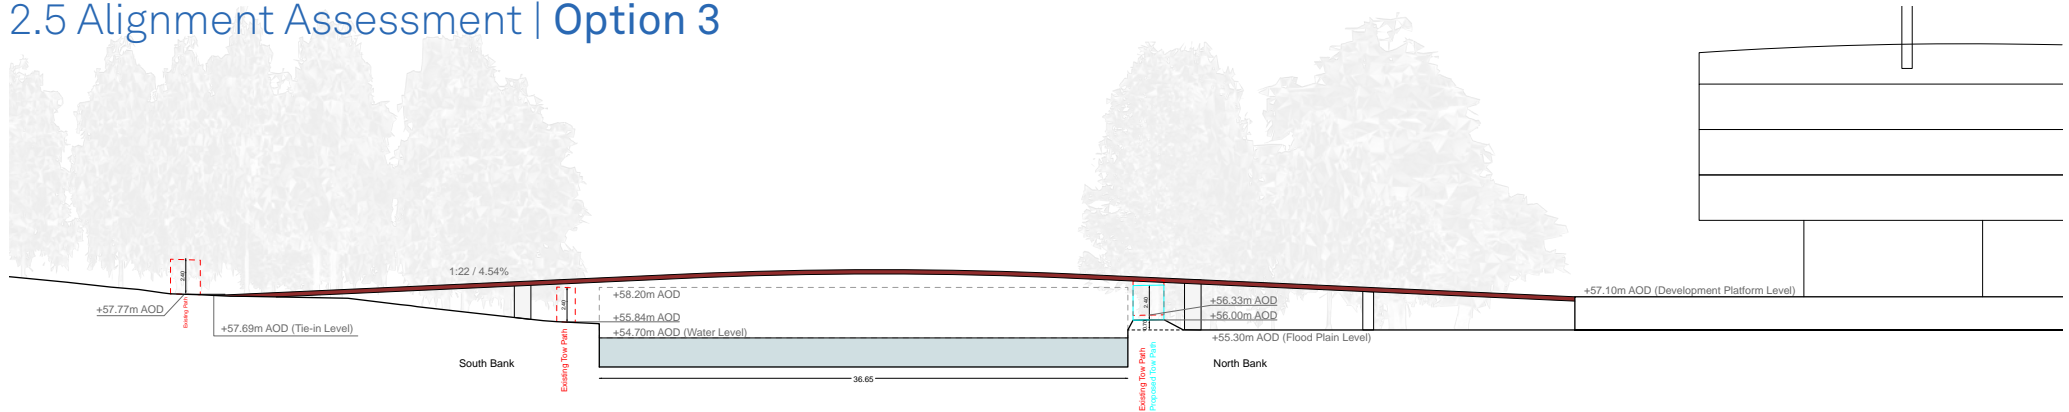 2.5 Alignment Assessment | Option 3
2.40
Existing Path
+57.77m AOD
+57.69m AOD (Tie-in Level)
1:22 / 4.54%
2.40
Existing Tow Path
South Bank
+58.20m AOD
+55.84m AOD
+54.70m AOD (Water Level)
36.65
2.40
0.70
Existing Tow Path
Proposed Tow Path
+56.33m AOD
+56.00m AOD
+55.30m AOD (Flood Plain Level)
North Bank
+57.10m AOD (Development Platform Level)